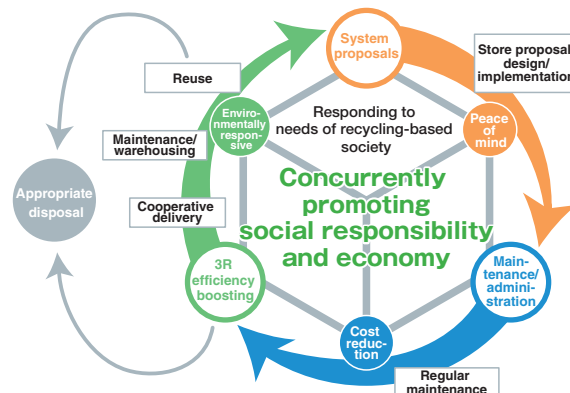 System
proposals
Store proposal
design/
implementation
Reuse
Environ-
mentally
respon-
sive
Responding to
needs of recycling-based
society
Peace
of
mind
Maintenance/
warehousing
Appropriate
disposal
Concurrently
promoting
social responsibility
and economy
Cooperative
delivery
3R
efficiency
boosting
Main-
tenance/
admini-
stration
Cost
reduc-
tion
Regular
maintenance